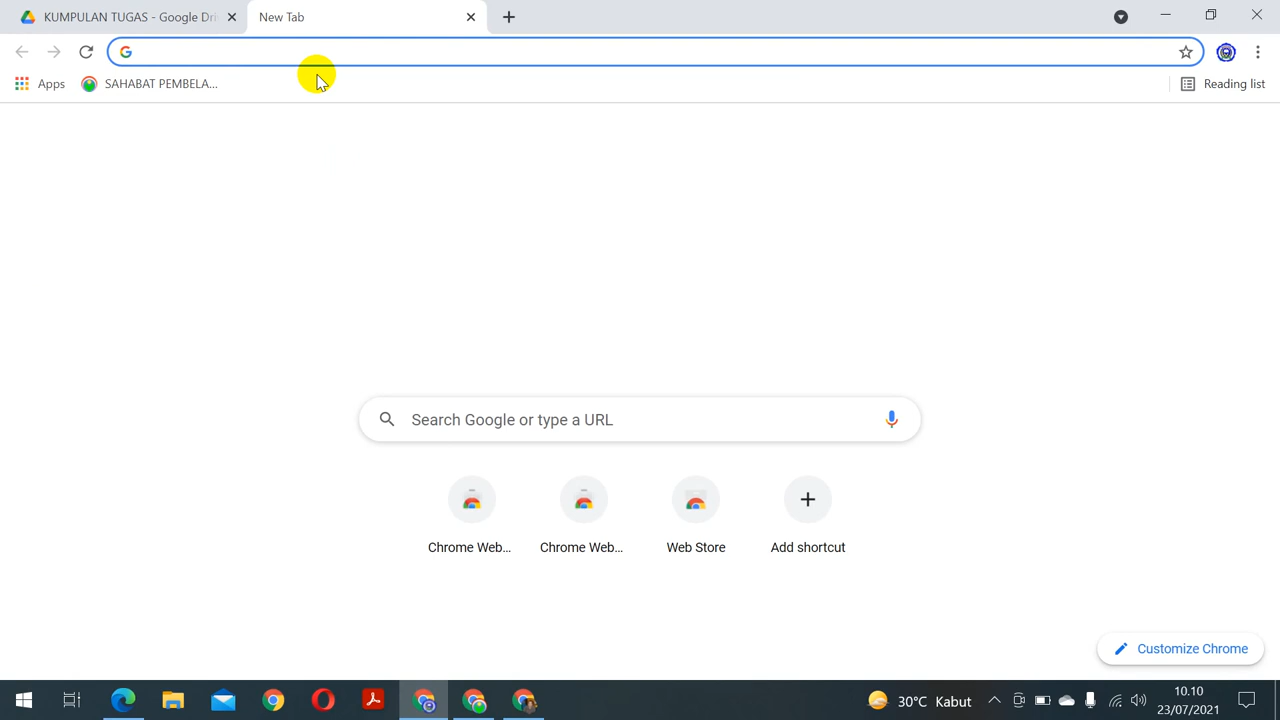 KUMPULAN TUGAS - Google Dri
New Tab
Apps
SAHABAT PEMBELA...
Reading list
Search Google or type a URL
Chrome Web...
Chrome Web...
Web Store
Add shortcut
Customize Chrome
30°C Kabut
10.10
23/07/2021